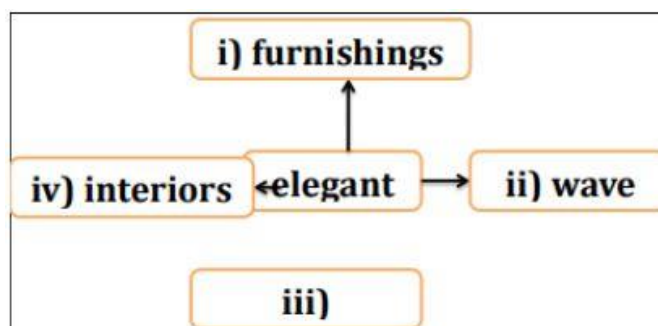 i) furnishings
iv) interiors
elegant
ii) wave
iii)